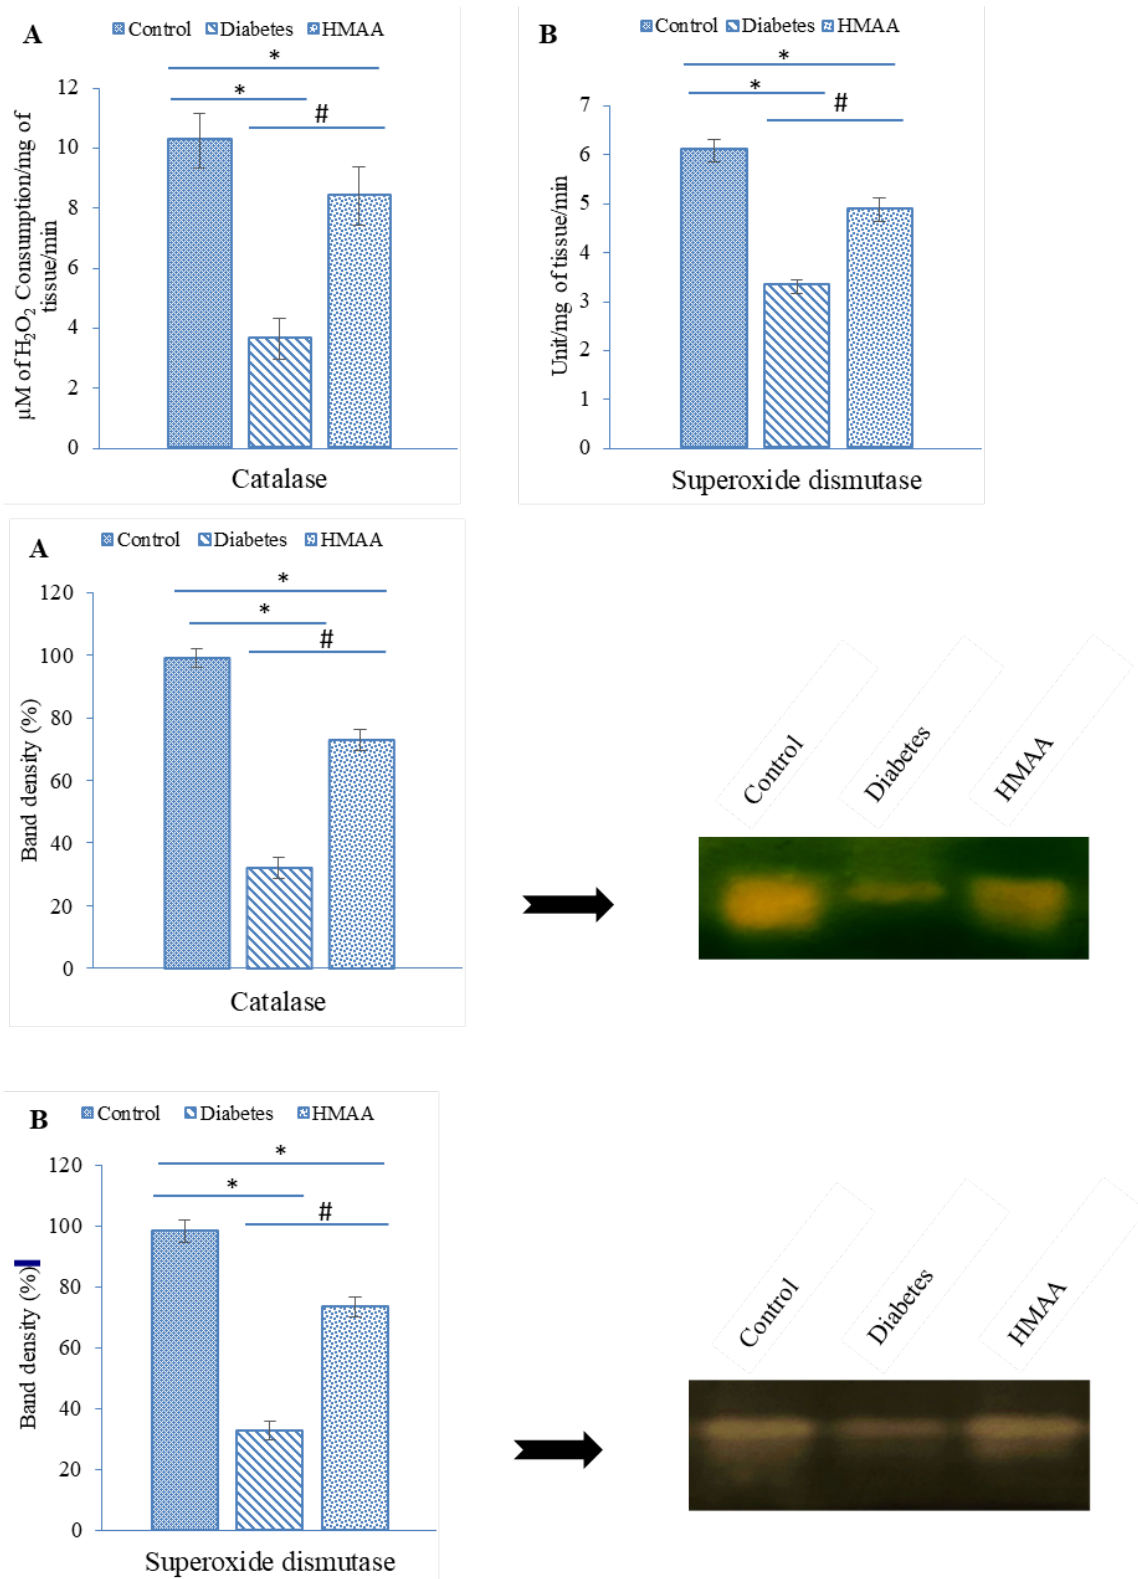 A
Control Diabetes HMAA
*
*
#
12
10
8
6
4
2
0
µM of H₂O₂ Consumption/mg of
tissue/min
Catalase
B
Control Diabetes HMAA
*
*
#
7
6
5
4
3
2
1
0
Unit/mg of tissue/min
Superoxide dismutase
A
Control Diabetes HMAA
*
*
#
120
100
80
60
40
20
0
Band density (%)
Catalase
Control
Diabetes
HMAA
B
Control Diabetes HMAA
*
*
#
120
100
80
60
40
20
0
Band density (%)
Superoxide dismutase
Control
Diabetes
HMAA